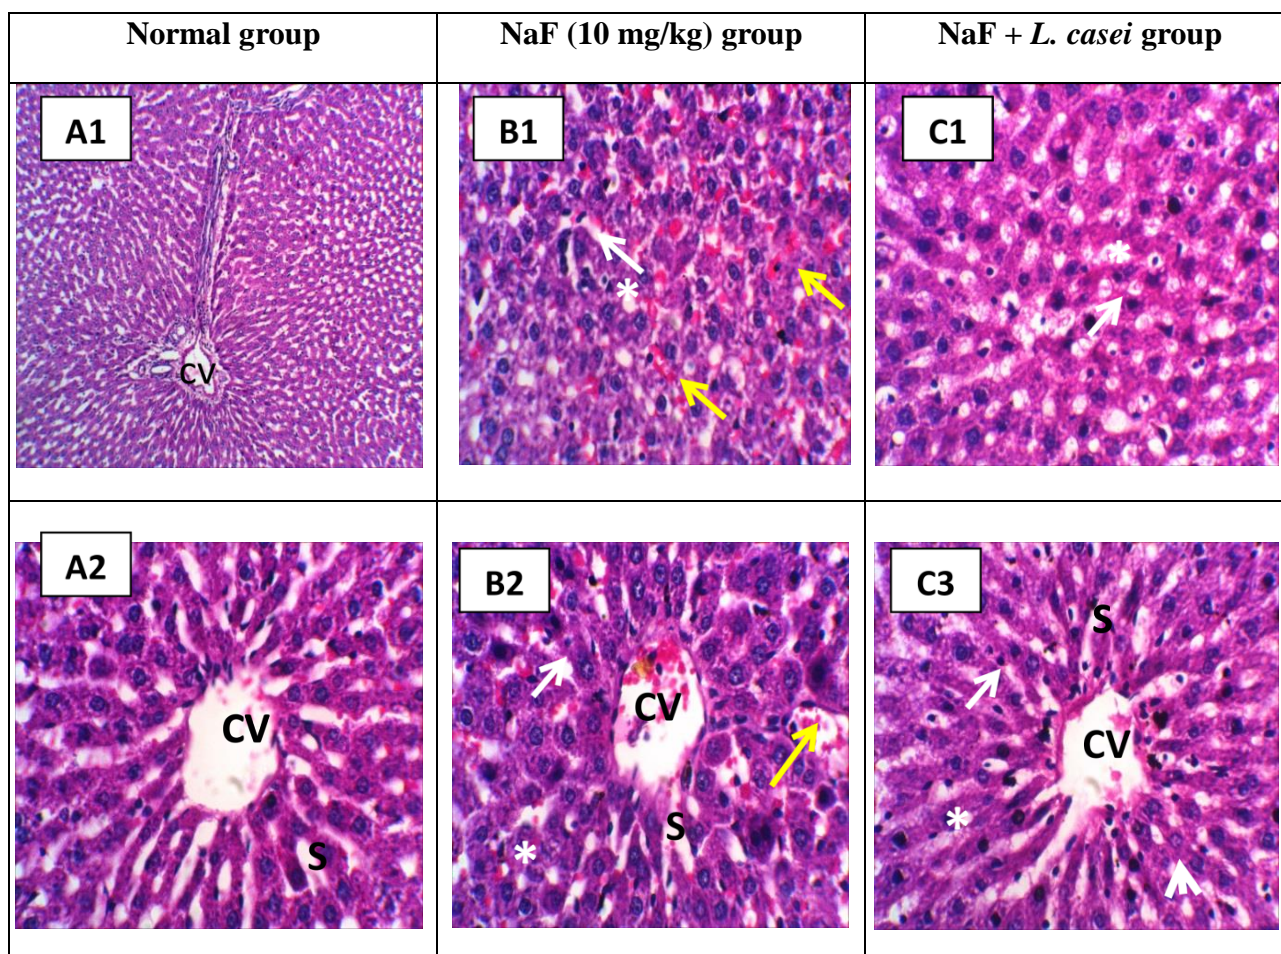 Normal group
NaF (10 mg/kg) group
NaF + L. casei group
A1
CV
B1
*
C1
*
A2
CV
S
B2
CV
S
*
C3
S
CV
*